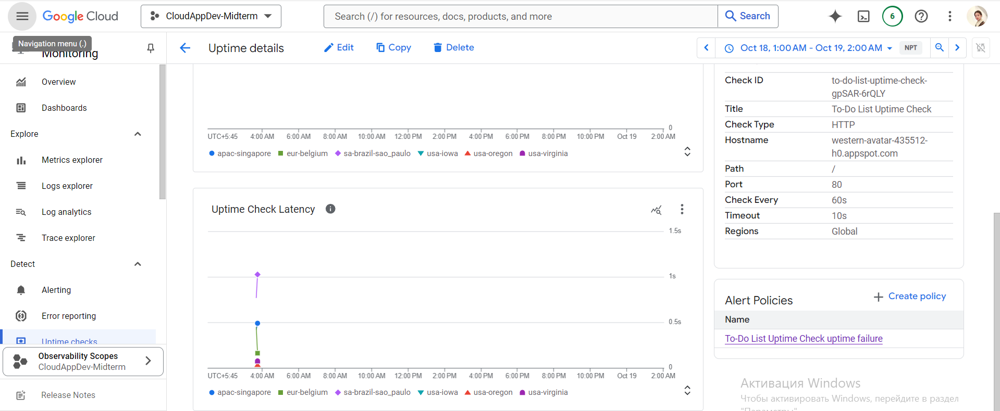 Google Cloud
CloudAppDev-Midterm
Search (/) for resources, docs, products, and more
Search
6
Navigation menu (.)
Monitoring
Uptime details
Edit
Copy
Delete
Oct 18, 1:00 AM - Oct 19, 2:00 AM
NPT
Overview
Dashboards
Explore
Metrics explorer
Logs explorer
Log analytics
Trace explorer
Detect
Alerting
Error reporting
Uptime checks
Observability Scopes
CloudAppDev-Midterm
Release Notes
0
UTC+5:45 4:00 AM 6:00 AM 8:00 AM 10:00 AM 12:00 PM 2:00 PM 4:00 PM 6:00 PM 8:00 PM 10:00 PM Oct 19 2:00 AM
apac-singapore eur-belgium sa-brazil-sao_paulo usa-iowa usa-oregon usa-virginia
Uptime Check Latency
1.5s
1s
0.5s
0
UTC+5:45 4:00 AM 6:00 AM 8:00 AM 10:00 AM 12:00 PM 2:00 PM 4:00 PM 6:00 PM 8:00 PM 10:00 PM Oct 19 2:00 AM
apac-singapore eur-belgium sa-brazil-sao_paulo usa-iowa usa-oregon usa-virginia
Check ID to-do-list-uptime-check-
gpSAR-6rQLY
Title To-Do List Uptime Check
Check Type HTTP
Hostname western-avatar-435512-
h0.appspot.com
Path /
Port 80
Check Every 60s
Timeout 10s
Regions Global
Alert Policies
Create policy
Name
To-Do List Uptime Check uptime failure
Активация Windows
Чтобы активировать Windows, перейдите в раздел
"Параметры".